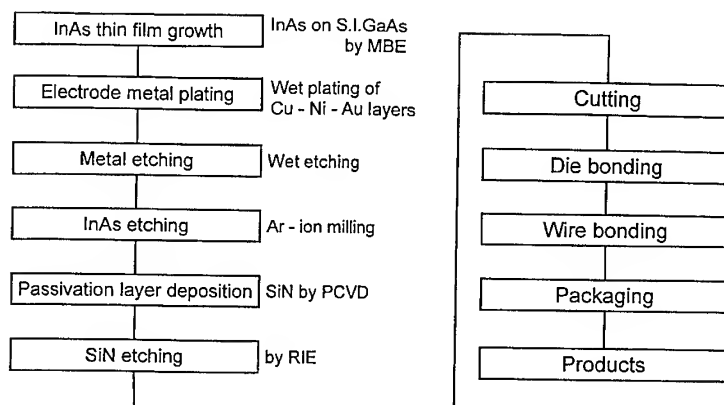 InAs thin film growth
InAs on S.I.GaAs
by MBE
Electrode metal plating
Wet plating of
Cu - Ni - Au layers
Metal etching
Wet etching
InAs etching
Ar - ion milling
Passivation layer deposition
SiN by PCVD
SiN etching
by RIE
Cutting
Die bonding
Wire bonding
Packaging
Products